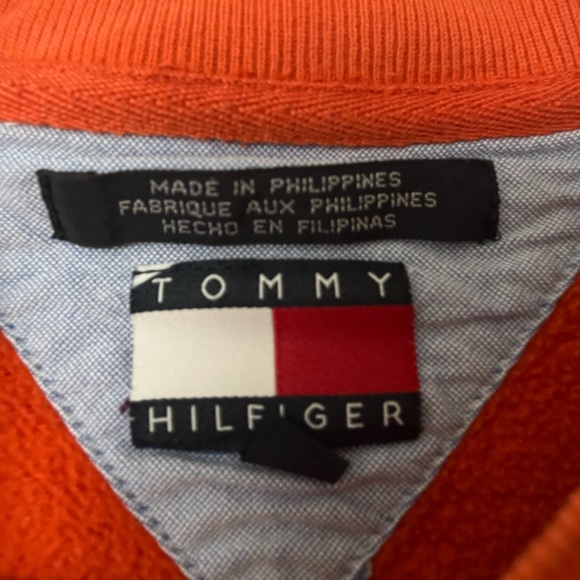 MADE IN PHILIPPINES
FABRIQUE AUX PHILIPPINES
HECHO EN FILIPINAS
TOMMY
HILFIGER